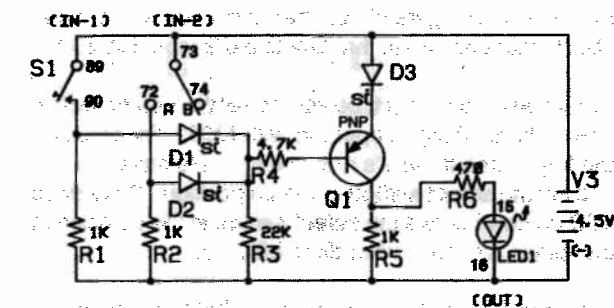 (IN-1) (IN-2)
S1 89 73
90 72 A B 74
D3
Si
PNP
D1 Si
4.7K
R4
Q1
D2 Si
470
R6
V3
15
4.5V
(-)
1K
R1
1K
R2
22K
R3
1K
R5
LED1
16
(OUT)